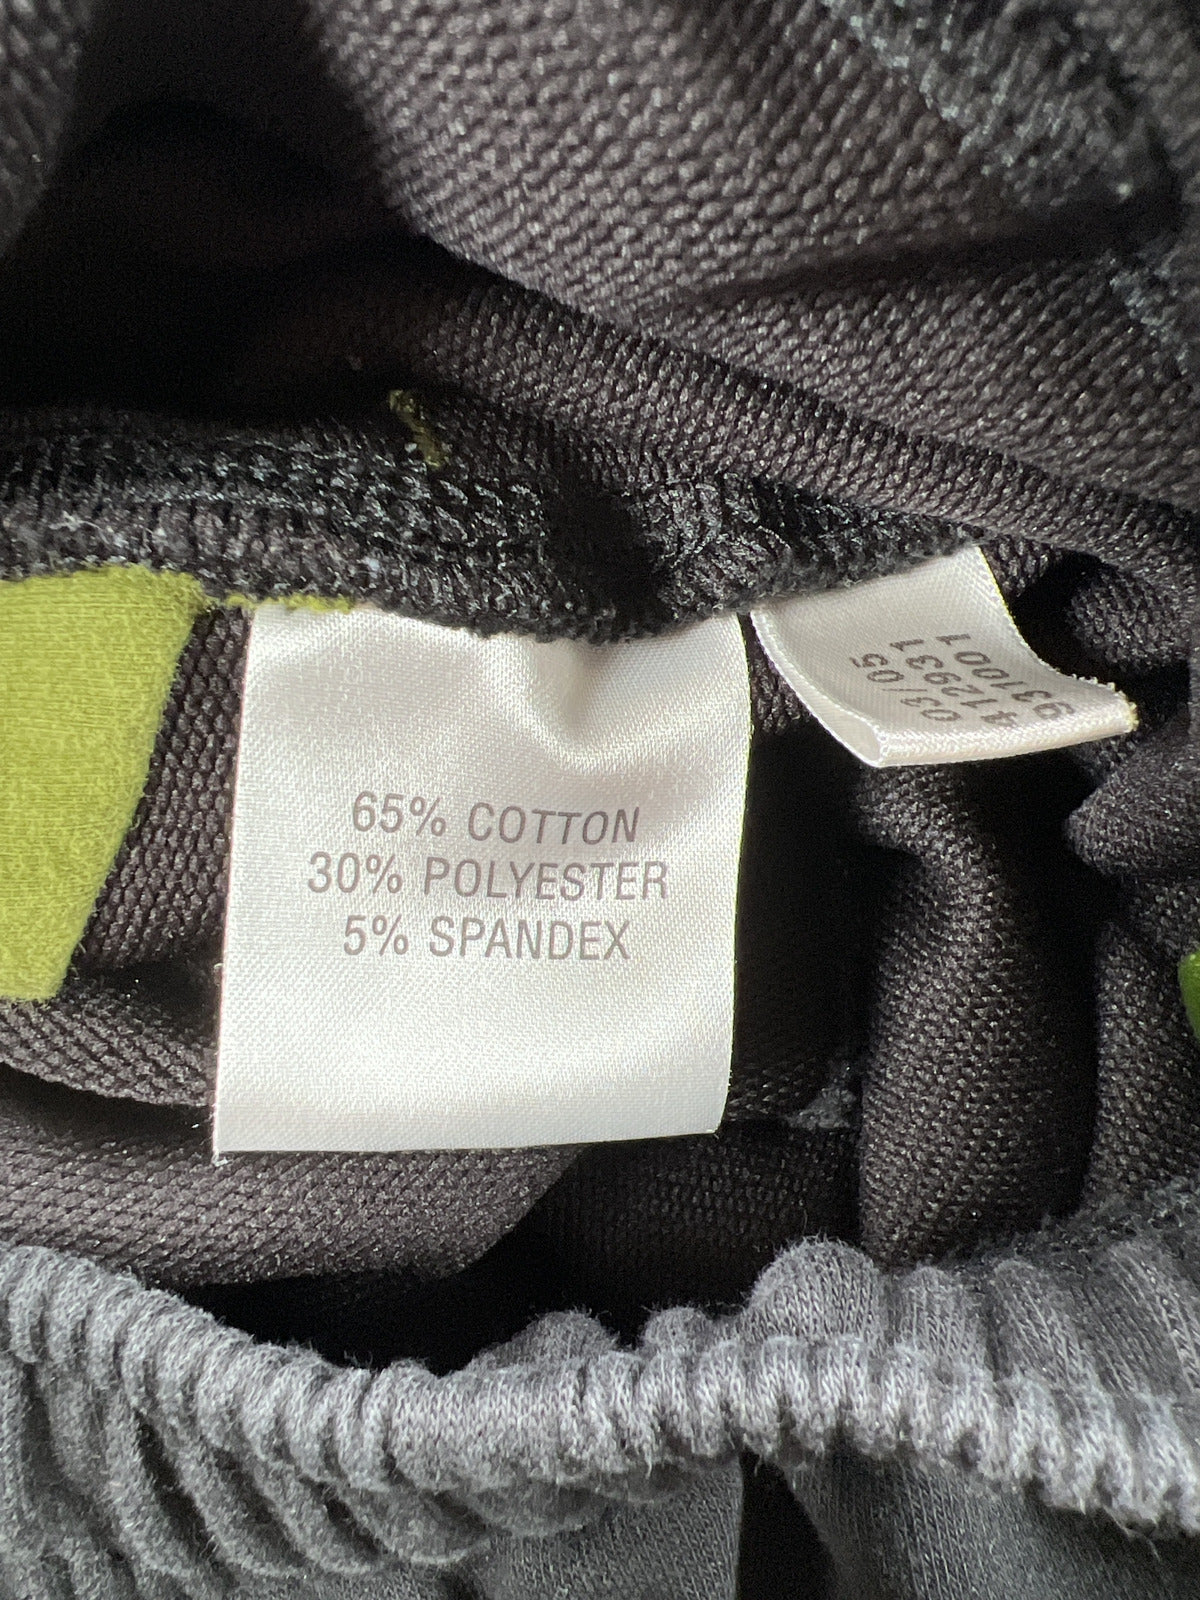 65% COTTON
30% POLYESTER
5% SPANDEX
03/05
412931
931001